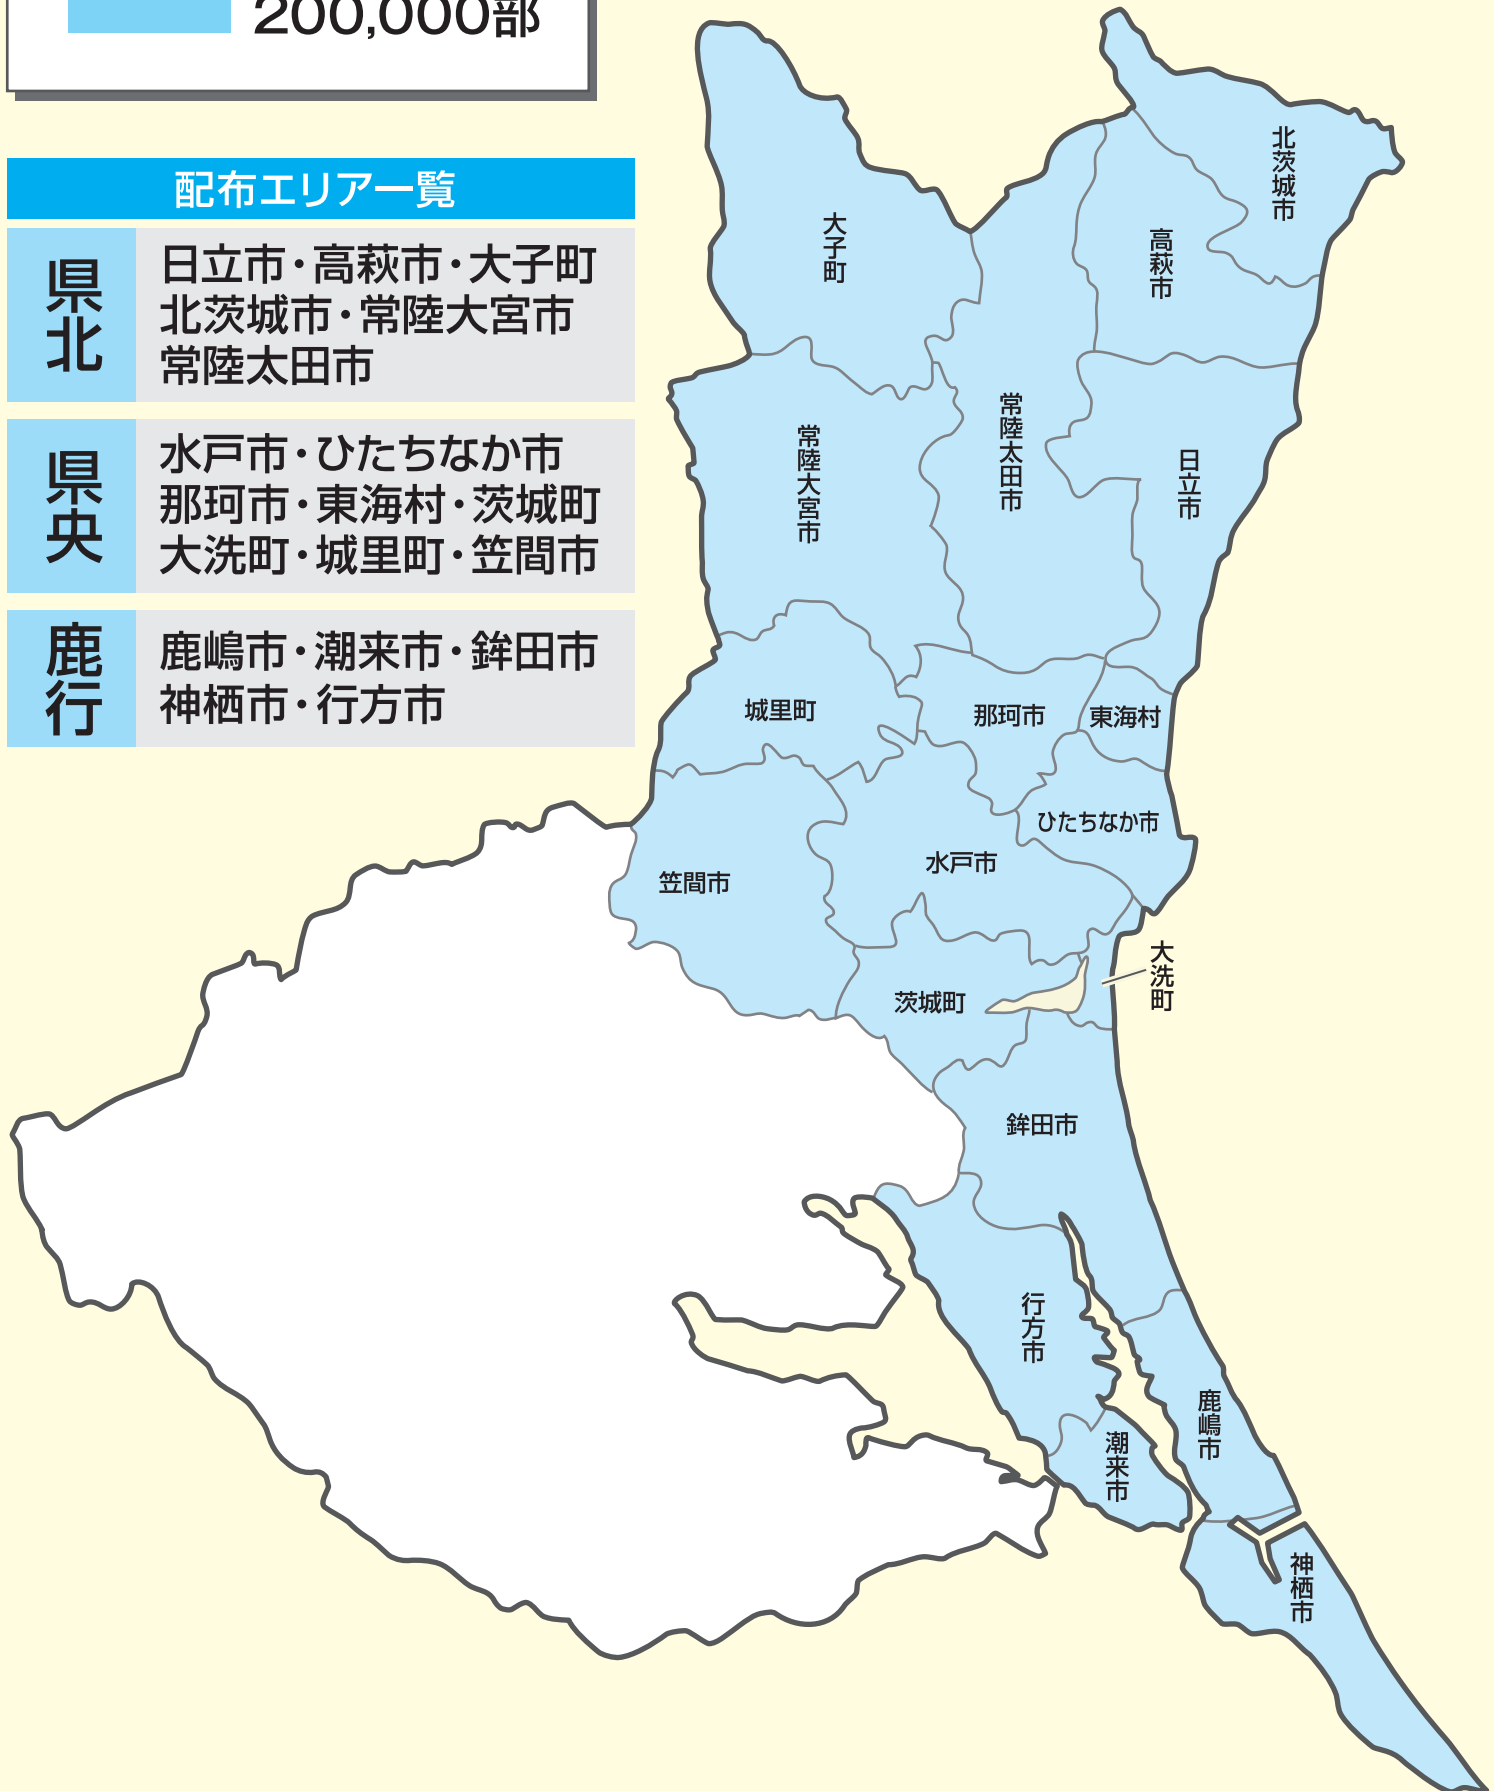 200,000部
配布エリア一覧
県北
日立市・高萩市・大子町
北茨城市・常陸大宮市
常陸太田市
県央
水戸市・ひたちなか市
那珂市・東海村・茨城町
大洗町・城里町・笠間市
鹿行
鹿嶋市・潮来市・鉾田市
神栖市・行方市
北茨城市
大子町
高萩市
常陸太田市
常陸大宮市
日立市
城里町
那珂市
東海村
ひたちなか市
水戸市
笠間市
大洗町
茨城町
鉾田市
行方市
鹿嶋市
潮来市
神栖市